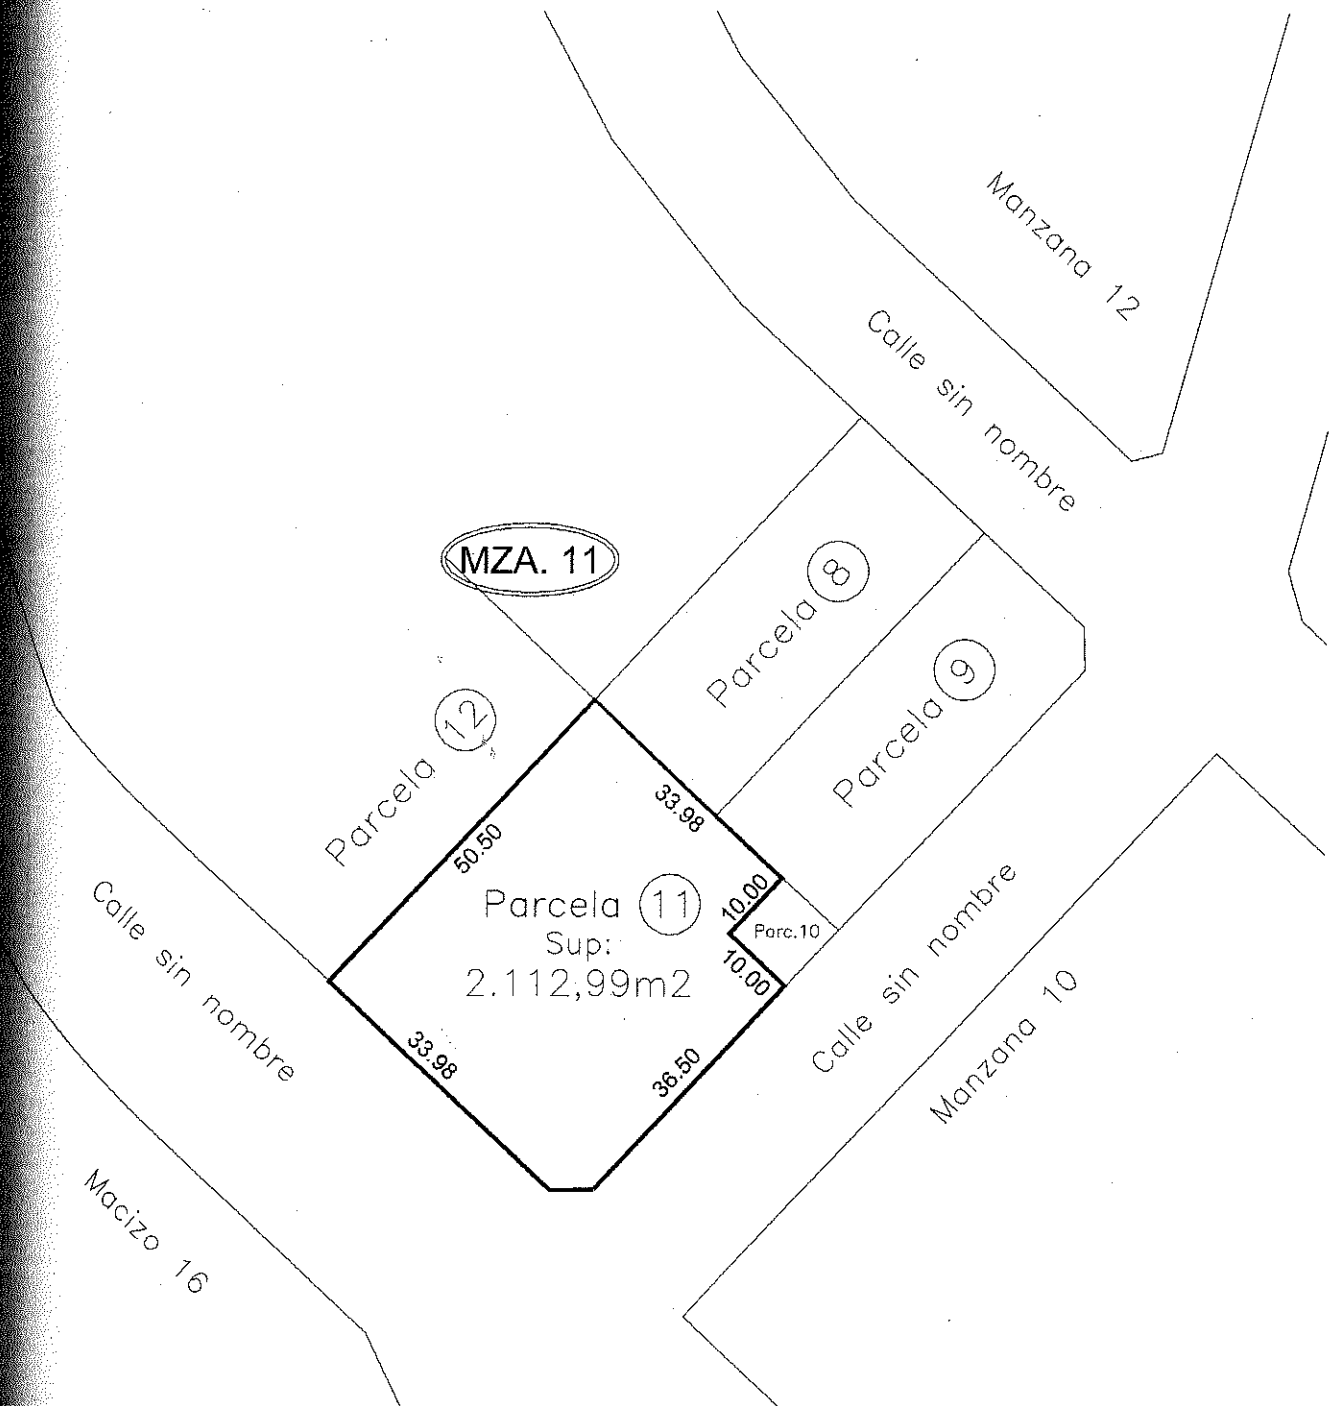 Manzana 12
Calle sin nombre
MZA. 11
Parcela 8
Parcela 9
Parcela 12
33.98
50.50
Parcela 11
Sup:
2.112,99m2
10.00
Parc.10
10.00
Calle sin nombre
Calle sin nombre
Manzana 10
33.98
36.50
Macizo 16